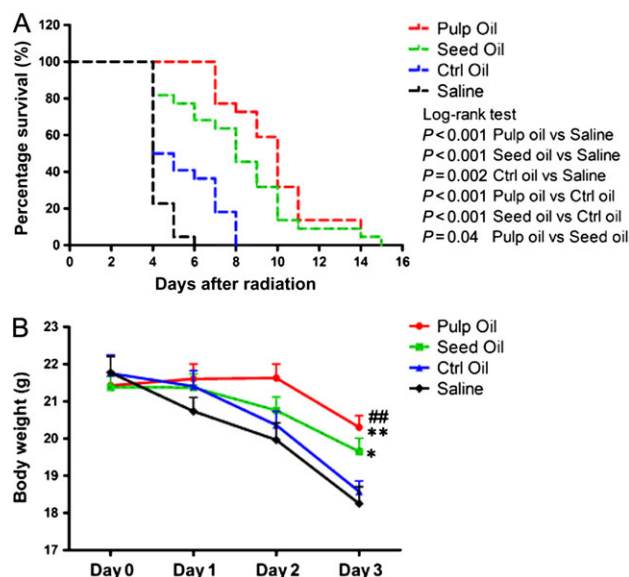 A
Percentage survival (%)
120
100
80
60
40
20
0
0 2 4 6 8 10 12 14 16
Days after radiation
Pulp Oil
Seed Oil
Ctrl Oil
Saline
Log-rank test
P<0.001 Pulp oil vs Saline
P<0.001 Seed oil vs Saline
P=0.002 Ctrl oil vs Saline
P<0.001 Pulp oil vs Ctrl oil
P<0.001 Seed oil vs Ctrl oil
P=0.04 Pulp oil vs Seed oil
B
Body weight (g)
23
22
21
20
19
18
17
Day 0 Day 1 Day 2 Day 3
##
**
*
Pulp Oil
Seed Oil
Ctrl Oil
Saline